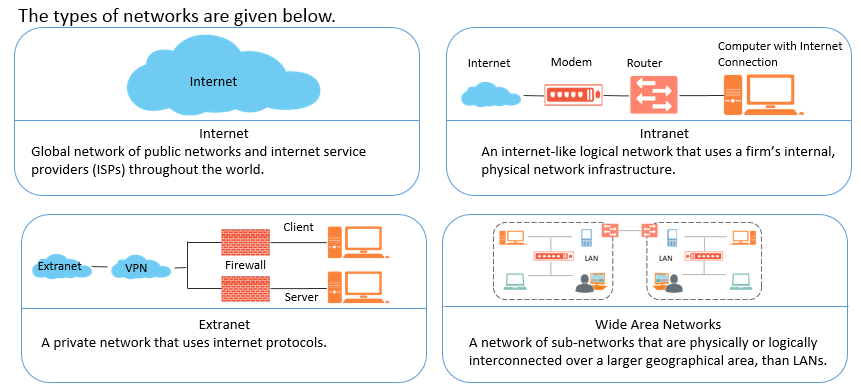 The types of networks are given below.
Internet
Internet
Global network of public networks and internet service
providers (ISPs) throughout the world.
Internet
Modem
Router
Computer with Internet
Connection
Intranet
An internet-like logical network that uses a firm's internal,
physical network infrastructure.
Extranet
VPN
Firewall
Client
Server
Extranet
A private network that uses internet protocols.
LAN
LAN
Wide Area Networks
A network of sub-networks that are physically or logically
interconnected over a larger geographical area, than LANs.